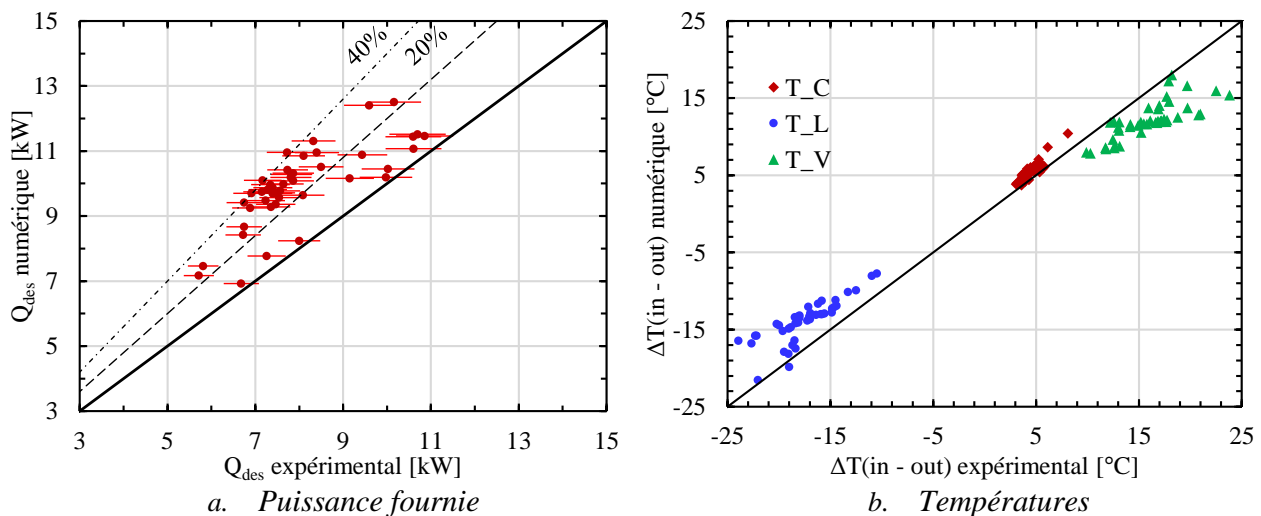 15
13
11
9
7
5
3
Q_des numérique [kW]
40%
20%
3 5 7 9 11 13 15
Q_des expérimental [kW]
a. Puissance fournie
25
15
5
-5
-15
-25
ΔT(in - out) numérique [°C]
T_C
T_L
T_V
-25 -15 -5 5 15 25
ΔT(in - out) expérimental [°C]
b. Températures